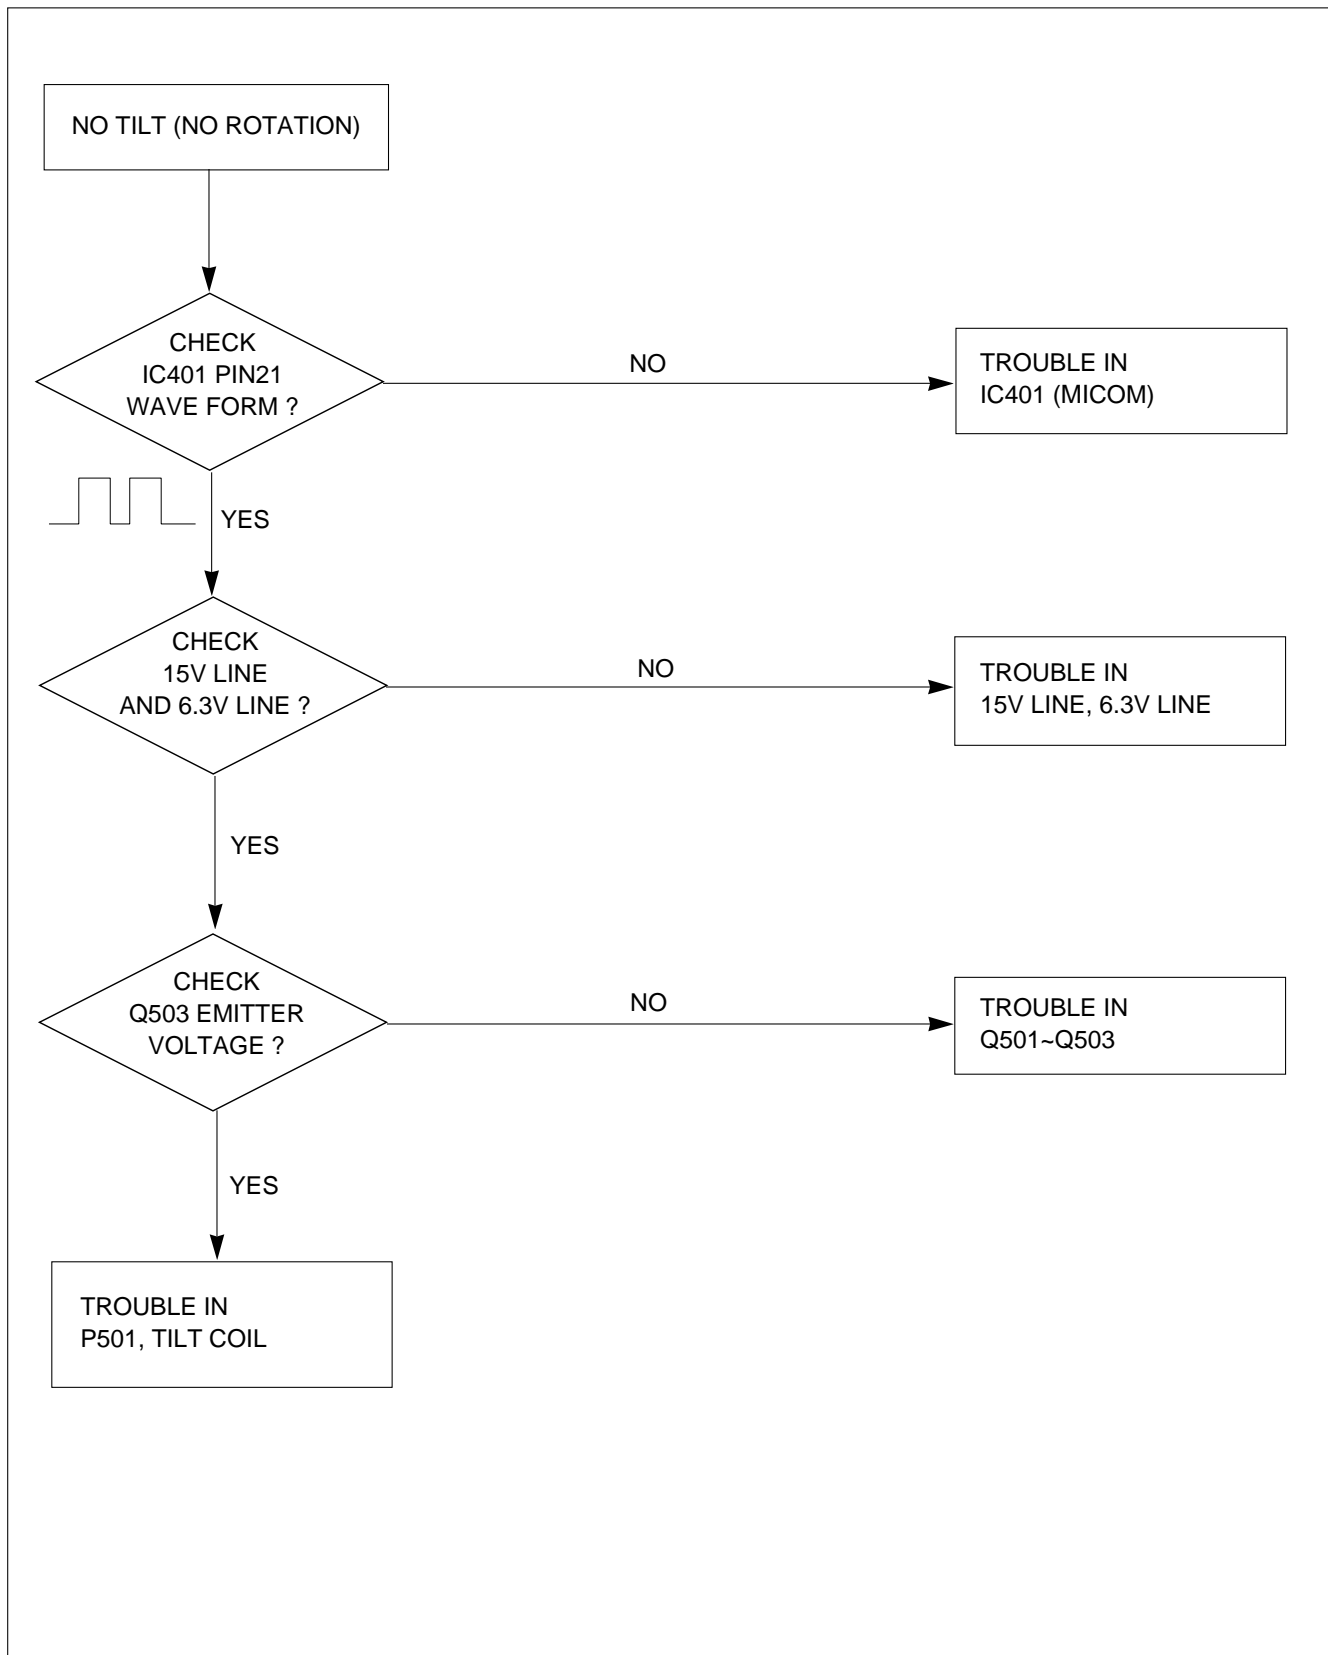 NO TILT (NO ROTATION)
CHECK
IC401 PIN21
WAVE FORM ?
NO
TROUBLE IN
IC401 (MICOM)
YES
CHECK
15V LINE
AND 6.3V LINE ?
NO
TROUBLE IN
15V LINE, 6.3V LINE
YES
CHECK
Q503 EMITTER
VOLTAGE ?
NO
TROUBLE IN
Q501~Q503
YES
TROUBLE IN
P501, TILT COIL